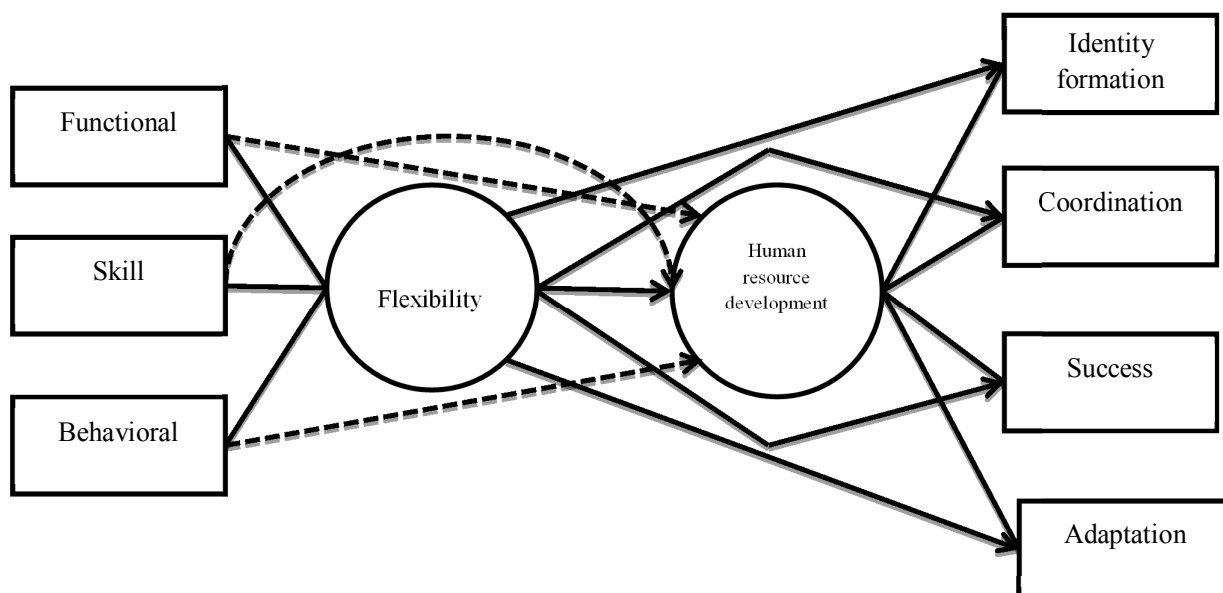 Functional
Skill
Behavioral
Flexibility
Human
resource
development
Identity
formation
Coordination
Success
Adaptation